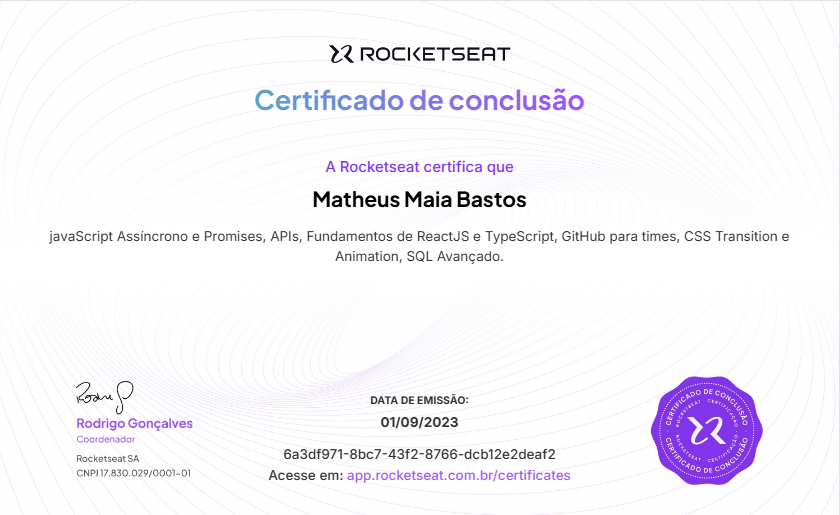 ROCKETSEAT
Certificado de conclusão
A Rocketseat certifica que
Matheus Maia Bastos
javaScript Assíncrono e Promises, APIs, Fundamentos de ReactJS e TypeScript, GitHub para times, CSS Transition e
Animation, SQL Avançado.
Rodrigo Gonçalves
Coordenador
Rocketseat SA
CNPJ 17.830.029/0001-01
DATA DE EMISSÃO:
01/09/2023
6a3df971-8bc7-43f2-8766-dcb12e2deaf2
Acesse em: app.rocketseat.com.br/certificates
CERTIFICADO DE CONCLUSÃO
ROCKETSEAT · CERTIFICAÇÃO
ROCKETSEAT · CERTIFICAÇÃO
CERTIFICADO DE CONCLUSÃO